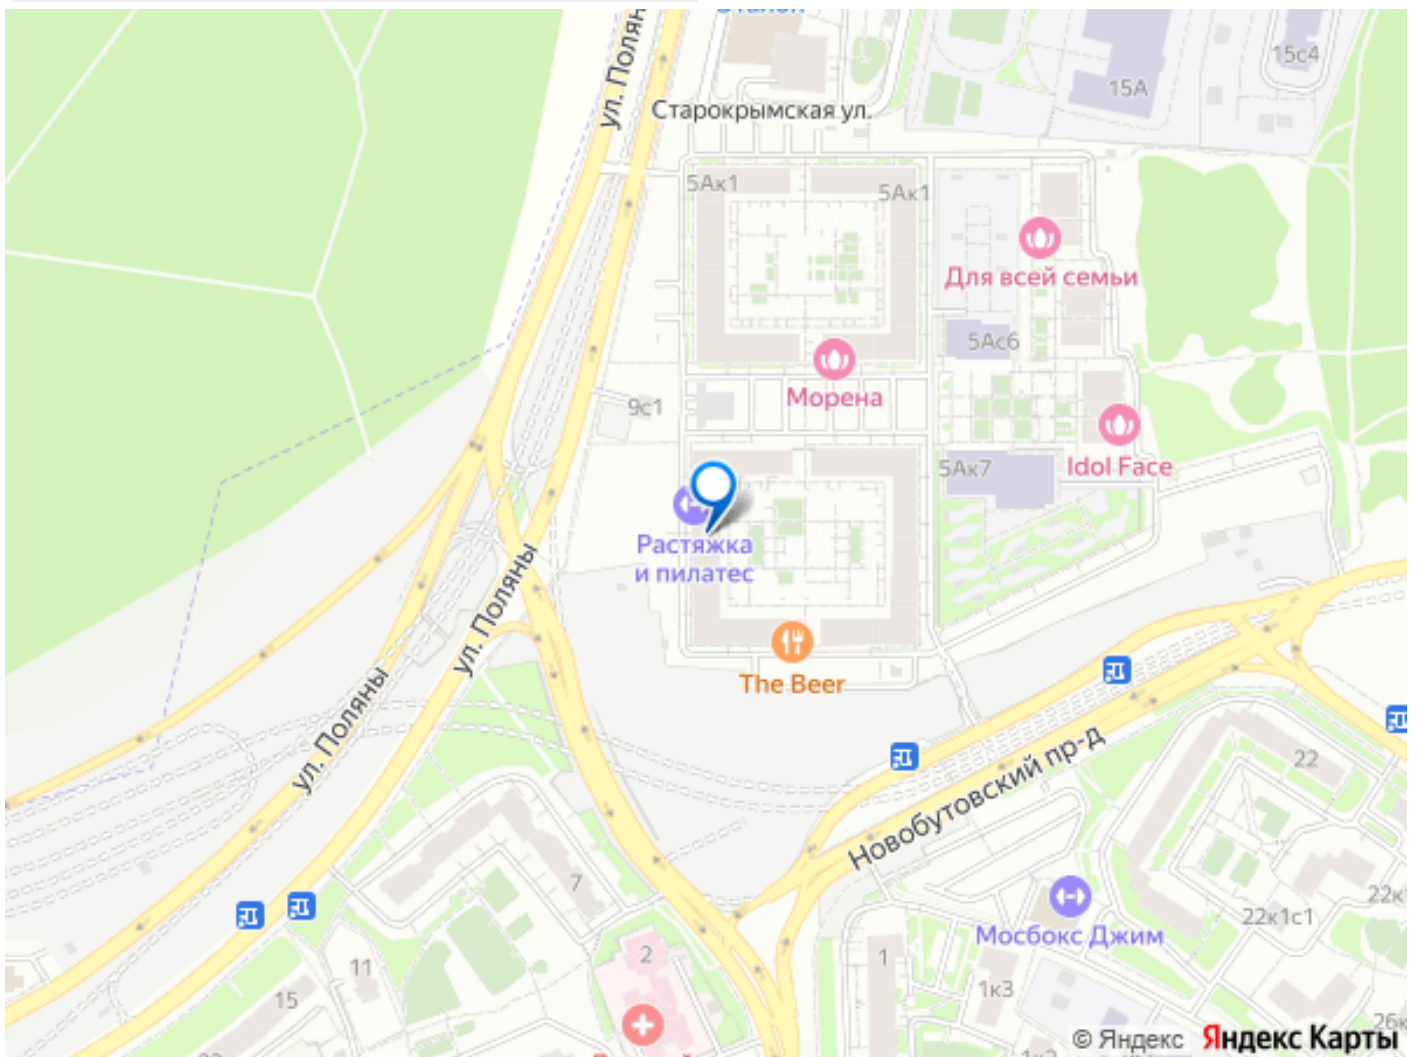 Эталон
ул. Поляны
15с4
15А
Старокрымская ул.
5Ак1
5Ак1
Для всей семьи
5Ас6
Морена
9с1
Idol Face
5Ак7
Растяжка
и пилатес
ул. Поляны
The Beer
ул. Поляны
Новобутовский пр-д
22
7
22к1с1
Мосбокс Джим
2
1
11
1к3
15
© Яндекс Яндекс Карты